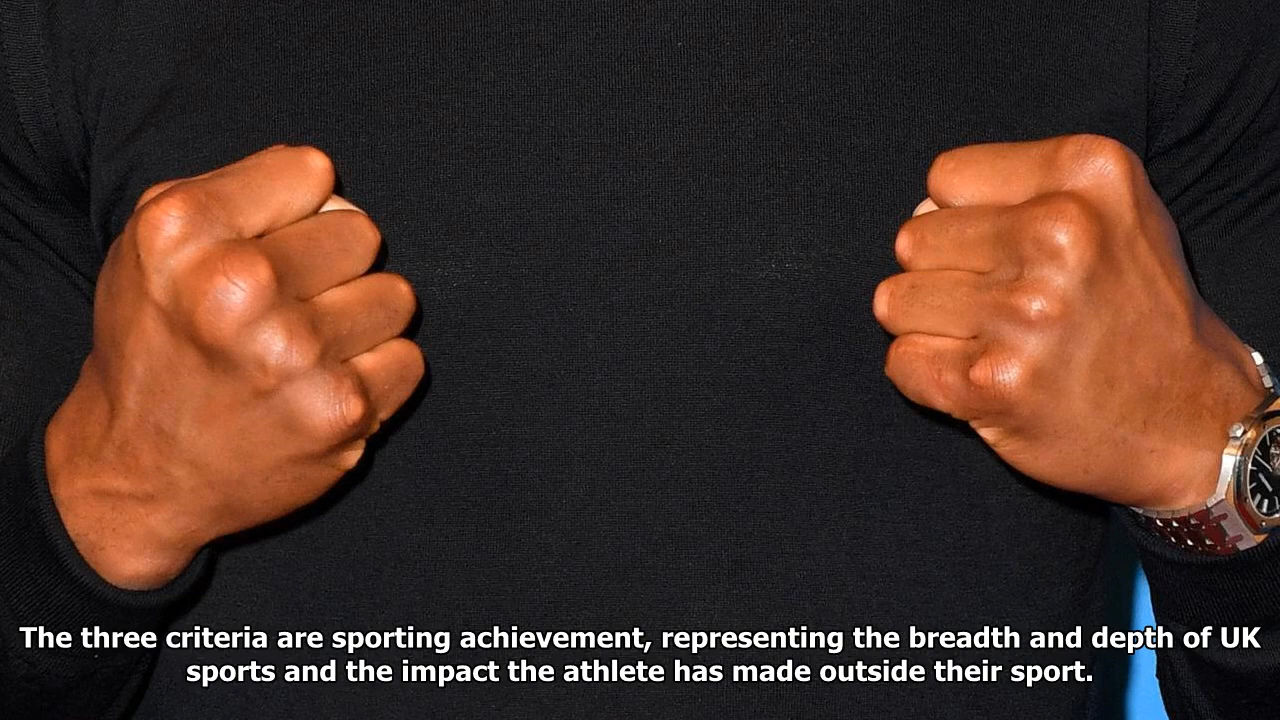 The three criteria are sporting achievement, representing the breadth and depth of UK
sports and the impact the athlete has made outside their sport.